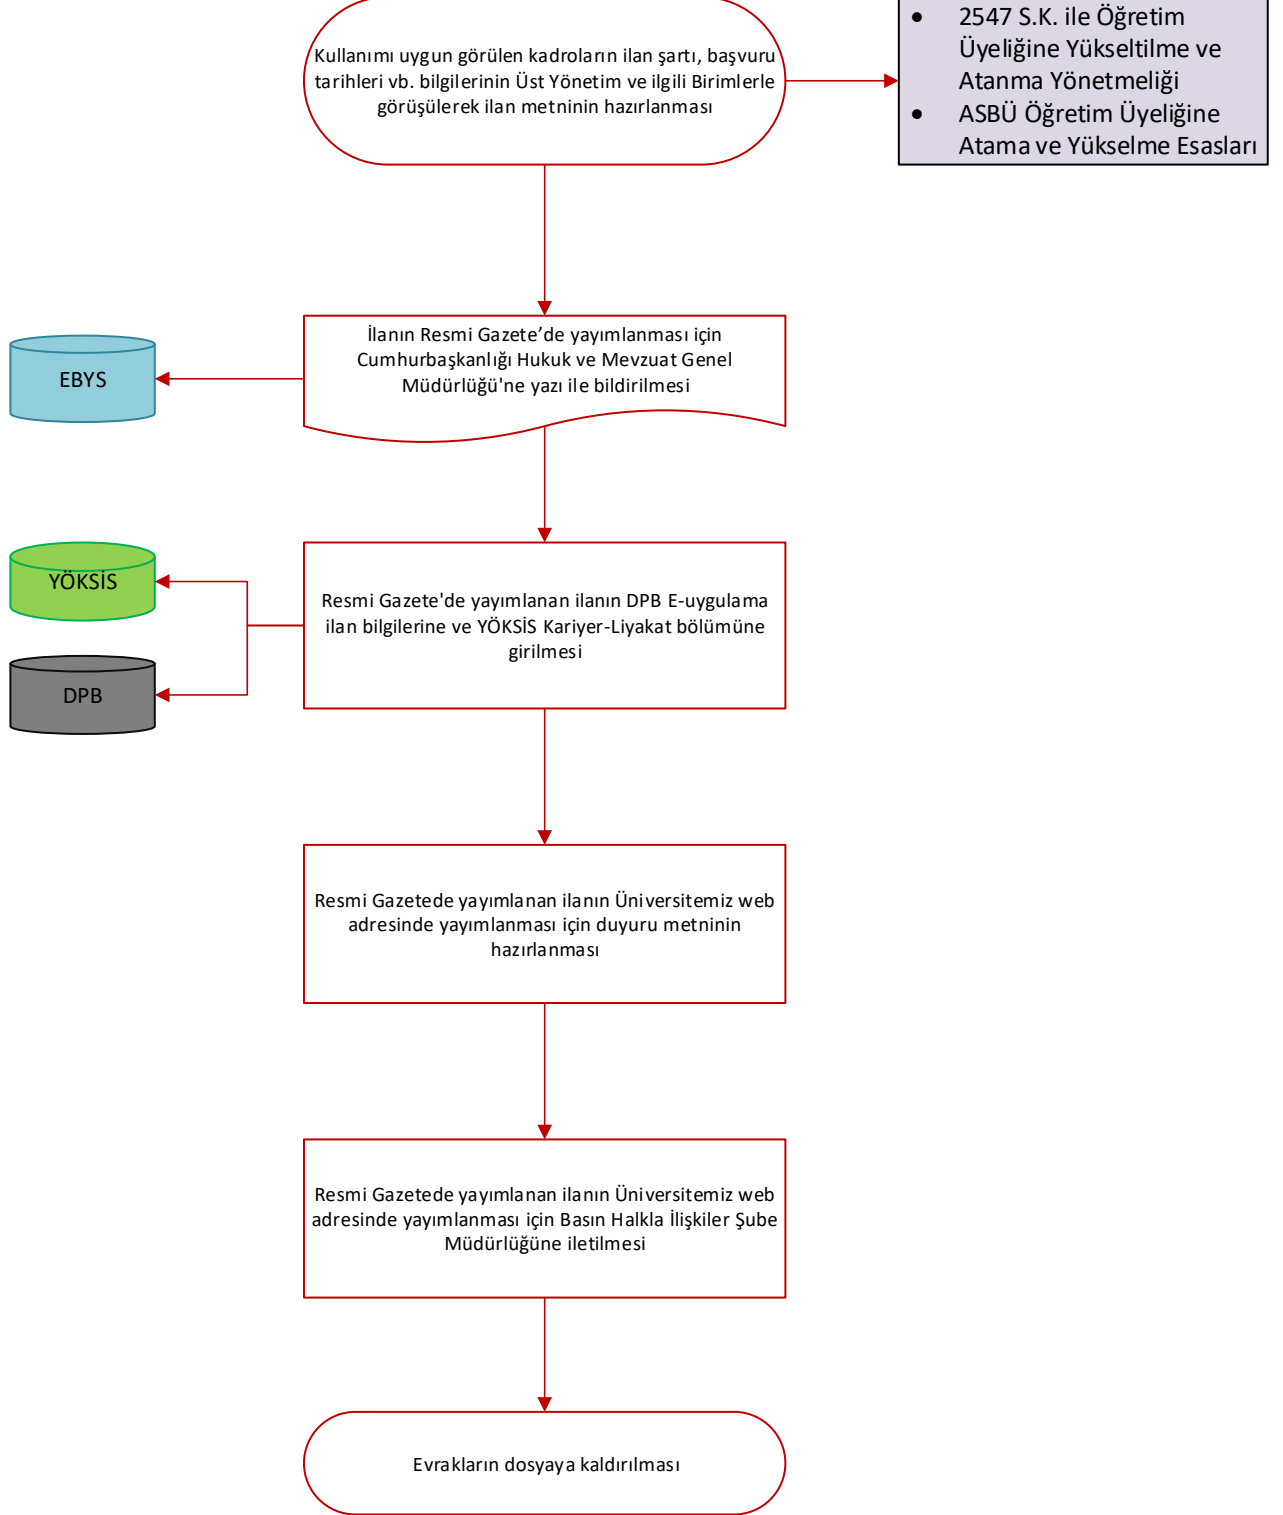 Kullanımı uygun görülen kadroların ilan şartı, başvuru
tarihleri vb. bilgilerinin Üst Yönetim ve ilgili Birimlerle
görüşülerek ilan metninin hazırlanması
• 2547 S.K. ile Öğretim
Üyeliğine Yükseltilme ve
Atanma Yönetmeliği
• ASBÜ Öğretim Üyeliğine
Atama ve Yükselme Esasları
İlanın Resmi Gazete’de yayımlanması için
Cumhurbaşkanlığı Hukuk ve Mevzuat Genel
Müdürlüğü'ne yazı ile bildirilmesi
EBYS
YÖKSİS
DPB
Resmi Gazete'de yayımlanan ilanın DPB E-uygulama
ilan bilgilerine ve YÖKSİS Kariyer-Liyakat bölümüne
girilmesi
Resmi Gazetede yayımlanan ilanın Üniversitemiz web
adresinde yayımlanması için duyuru metninin
hazırlanması
Resmi Gazetede yayımlanan ilanın Üniversitemiz web
adresinde yayımlanması için Basın Halkla İlişkiler Şube
Müdürlüğüne iletilmesi
Evrakların dosyaya kaldırılması